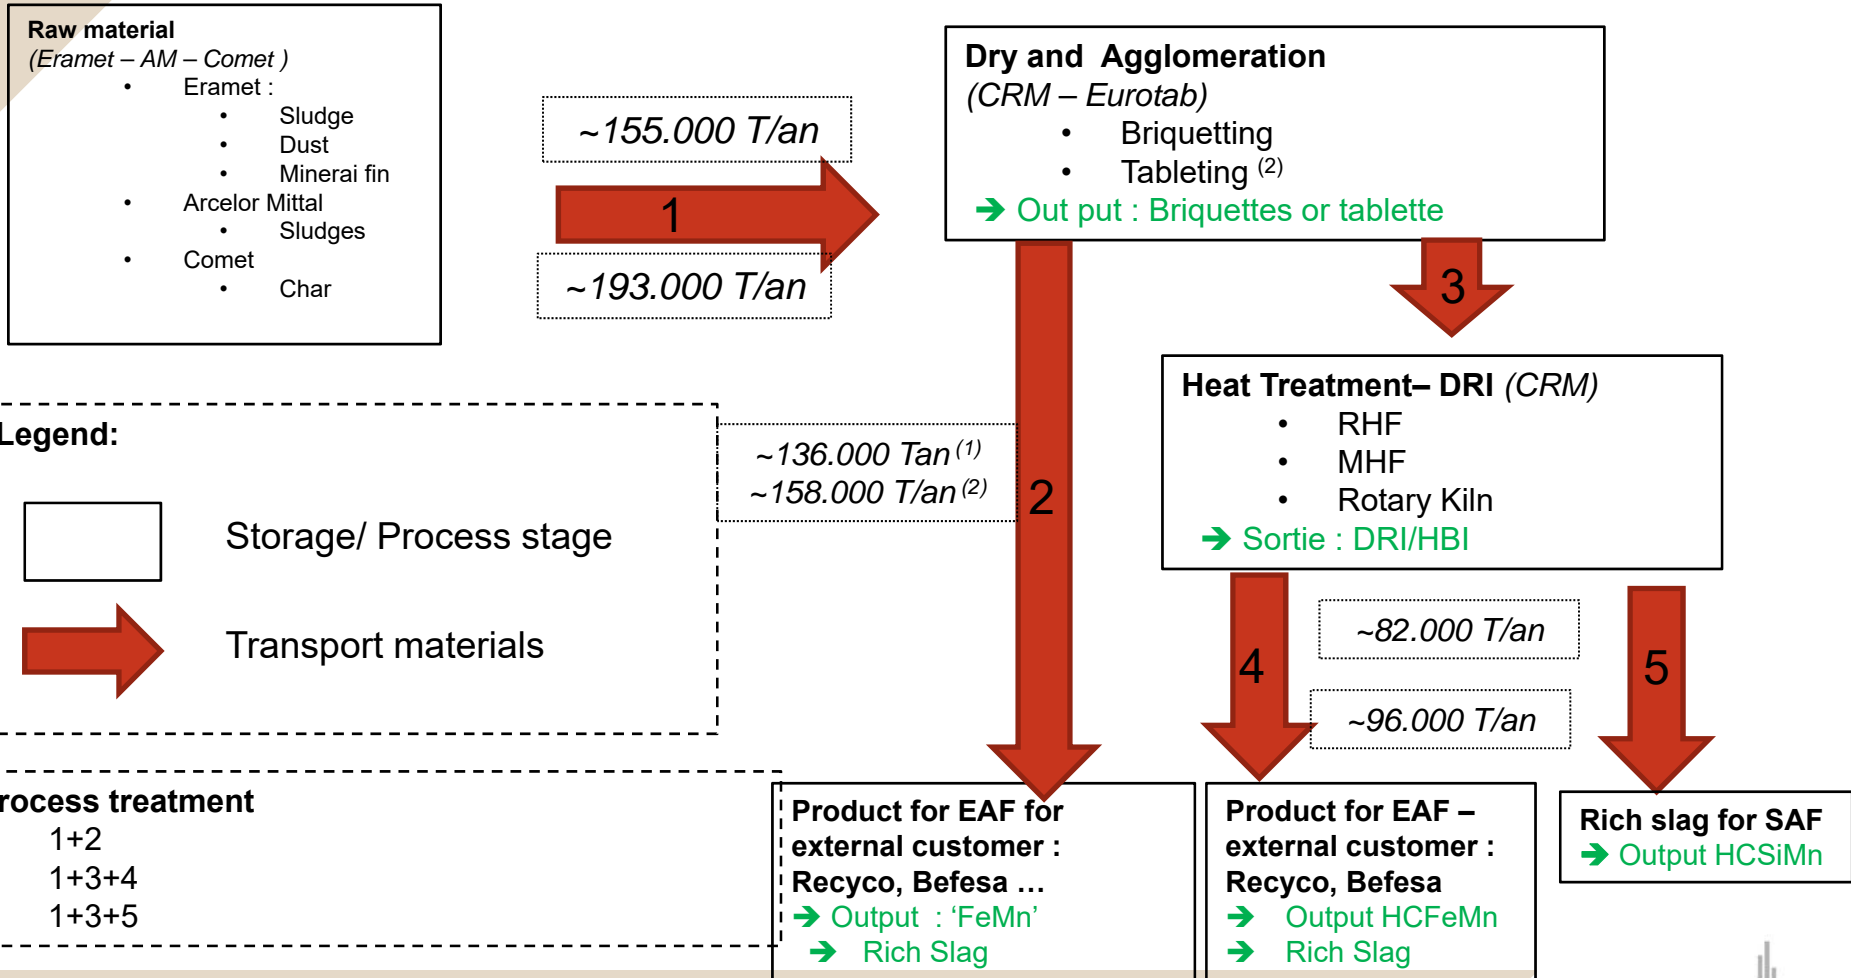 Raw material
(Eramet – AM – Comet )
• Eramet :
• Sludge
• Dust
• Minerai fin
• Arcelor Mittal
• Sludges
• Comet
• Char
~155.000 T/an
1
~193.000 T/an
Dry and Agglomeration
(CRM – Eurotab)
• Briquetting
• Tableting (2)
➔ Out put : Briquettes or tablette
3
Heat Treatment– DRI (CRM)
• RHF
• MHF
• Rotary Kiln
➔ Sortie : DRI/HBI
Legend:
Storage/ Process stage
Transport materials
~136.000 Tan (1)
~158.000 T/an (2)
2
~82.000 T/an
4
5
~96.000 T/an
rocess treatment
1+2
1+3+4
1+3+5
Product for EAF for
external customer :
Recyco, Befesa …
➔ Output : ‘FeMn’
➔ Rich Slag
Product for EAF –
external customer :
Recyco, Befesa
➔ Output HCFeMn
➔ Rich Slag
Rich slag for SAF
➔ Output HCSiMn